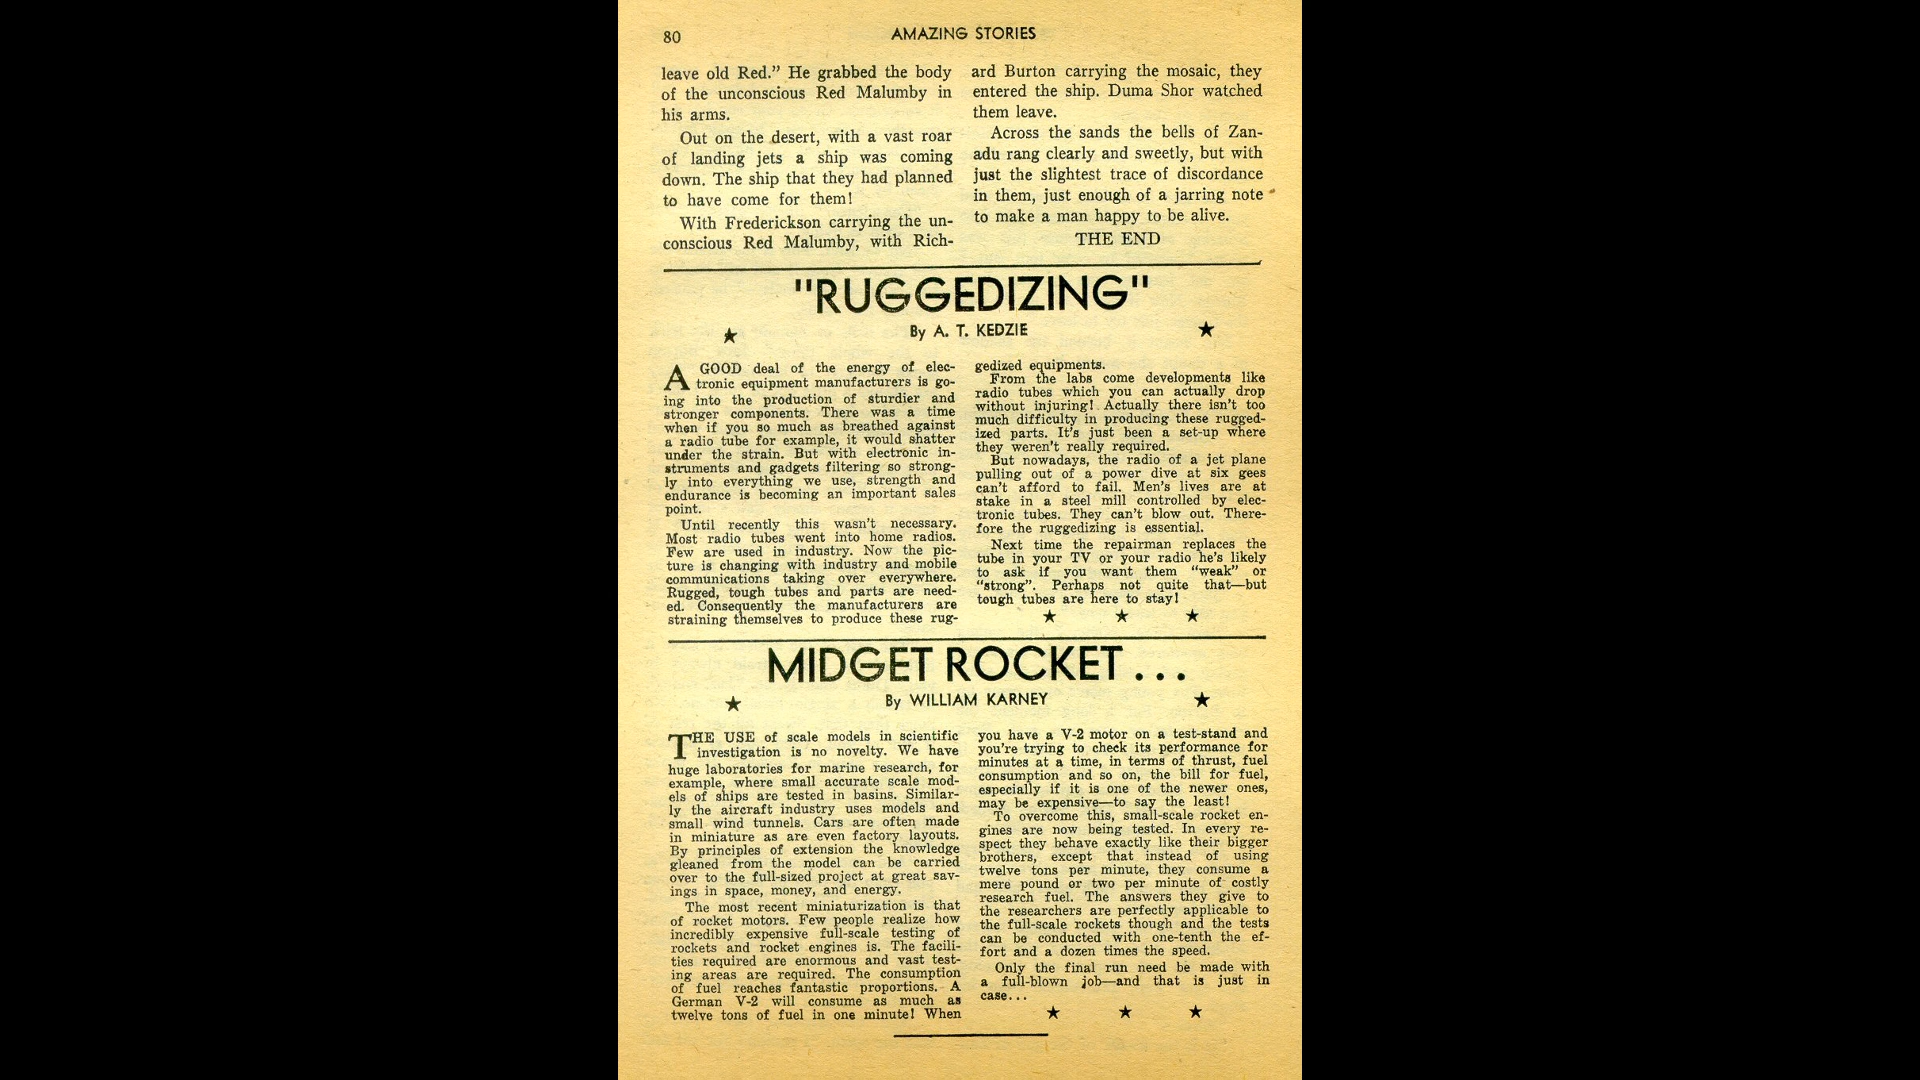 80
AMAZING STORIES
leave old Red.” He grabbed the body
of the unconscious Red Malumby in
his arms.
Out on the desert, with a vast roar
of landing jets a ship was coming
down. The ship that they had planned
to have come for them!
With Frederickson carrying the un-
conscious Red Malumby, with Rich-
ard Burton carrying the mosaic, they
entered the ship. Duma Shor watched
them leave.
Across the sands the bells of Zan-
adu rang clearly and sweetly, but with
just the slightest trace of discordance
in them, just enough of a jarring note
to make a man happy to be alive.
THE END
"RUGGEDIZING"
★ By A. T. KEDZIE ★
A GOOD deal of the energy of elec-
tronic equipment manufacturers is go-
ing into the production of sturdier and
stronger components. There was a time
when if you so much as breathed against
a radio tube for example, it would shatter
under the strain. But with electronic in-
struments and gadgets filtering so strong-
ly into everything we use, strength and
endurance is becoming an important sales
point.
Until recently this wasn't necessary.
Most radio tubes went into home radios.
Few are used in industry. Now the pic-
ture is changing with industry and mobile
communications taking over everywhere.
Rugged, tough tubes and parts are need-
ed. Consequently the manufacturers are
straining themselves to produce these rug-
gedized equipments.
From the labs come developments like
radio tubes which you can actually drop
without injuring! Actually there isn't too
much difficulty in producing these rugged-
ized parts. It's just been a set-up where
they weren't really required.
But nowadays, the radio of a jet plane
pulling out of a power dive at six gees
can't afford to fail. Men's lives are at
stake in a steel mill controlled by elec-
tronic tubes. They can't blow out. There-
fore the ruggedizing is essential.
Next time the repairman replaces the
tube in your TV or your radio he's likely
to ask if you want them “weak” or
“strong”. Perhaps not quite that—but
tough tubes are here to stay!
★ ★ ★
MIDGET ROCKET . . .
★ By WILLIAM KARNEY ★
THE USE of scale models in scientific
investigation is no novelty. We have
huge laboratories for marine research, for
example, where small accurate scale mod-
els of ships are tested in basins. Similar-
ly the aircraft industry uses models and
small wind tunnels. Cars are often made
in miniature as are even factory layouts.
By principles of extension the knowledge
gleaned from the model can be carried
over to the full-sized project at great sav-
ings in space, money, and energy.
The most recent miniaturization is that
of rocket motors. Few people realize how
incredibly expensive full-scale testing of
rockets and rocket engines is. The facili-
ties required are enormous and vast test-
ing areas are required. The consumption
of fuel reaches fantastic proportions. A
German V-2 will consume as much as
twelve tons of fuel in one minute! When
you have a V-2 motor on a test-stand and
you're trying to check its performance for
minutes at a time, in terms of thrust, fuel
consumption and so on, the bill for fuel,
especially if it is one of the newer ones,
may be expensive—to say the least!
To overcome this, small-scale rocket en-
gines are now being tested. In every re-
spect they behave exactly like their bigger
brothers, except that instead of using
twelve tons per minute, they consume a
mere pound or two per minute of costly
research fuel. The answers they give to
the researchers are perfectly applicable to
the full-scale rockets though and the tests
can be conducted with one-tenth the ef-
fort and a dozen times the speed.
Only the final run need be made with
a full-blown job—and that is just in
case...
★ ★ ★